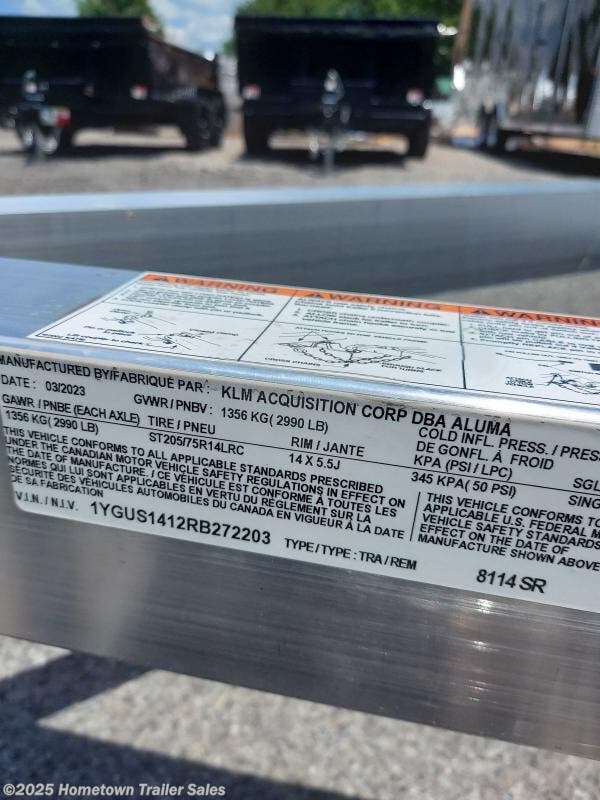 WARNING
WARNING
WARNING
MANUFACTURED BY/FABRIQUÉ PAR: KLM ACQUISITION CORP DBA ALUMA
DATE: 03/2023
GVWR/PNBV: 1356 KG( 2990 LB)
COLD INFL. PRESS. / PRESS
GAWR / PNBE (EACH AXLE)
TIRE / PNEU
RIM / JANTE
DE GONFL. À FROID
1356 KG( 2990 LB)
ST205/75R14LRC
14 X 5.5J
KPA (PSI / LPC)
SGL
345 KPA( 50 PSI)
SING
THIS VEHICLE CONFORMS TO ALL APPLICABLE STANDARDS PRESCRIBED
UNDER THE CANADIAN MOTOR VEHICLE SAFETY REGULATIONS IN EFFECT ON
THE DATE OF MANUFACTURE. / CE VÉHICULE EST CONFORME À TOUTES LES
NORMES QUI LUI SONT APPLICABLES EN VERTU DU RÈGLEMENT SUR LA
SÉCURITÉ DES VÉHICULES AUTOMOBILES DU CANADA EN VIGUEUR À LA DATE
DE SA FABRICATION
THIS VEHICLE CONFORMS TO
APPLICABLE U.S. FEDERAL M
VEHICLE SAFETY STANDARDS
EFFECT ON THE DATE OF
MANUFACTURE SHOWN ABOVE
V.I.N. / N.I.V. 1YGUS1412RB272203 TYPE / TYPE : TRA / REM 8114 SR
©2025 Hometown Trailer Sales